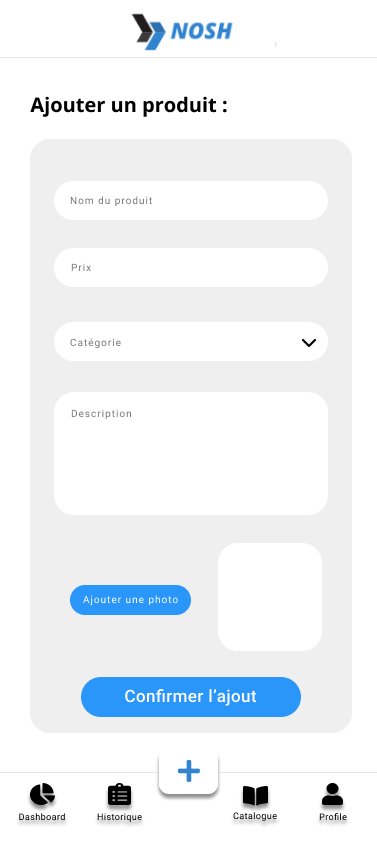 NOSH
Ajouter un produit :
Nom du produit
Prix
Catégorie
Description
Ajouter une photo
Confirmer l'ajout
Dashboard
Historique
Catalogue
Profile